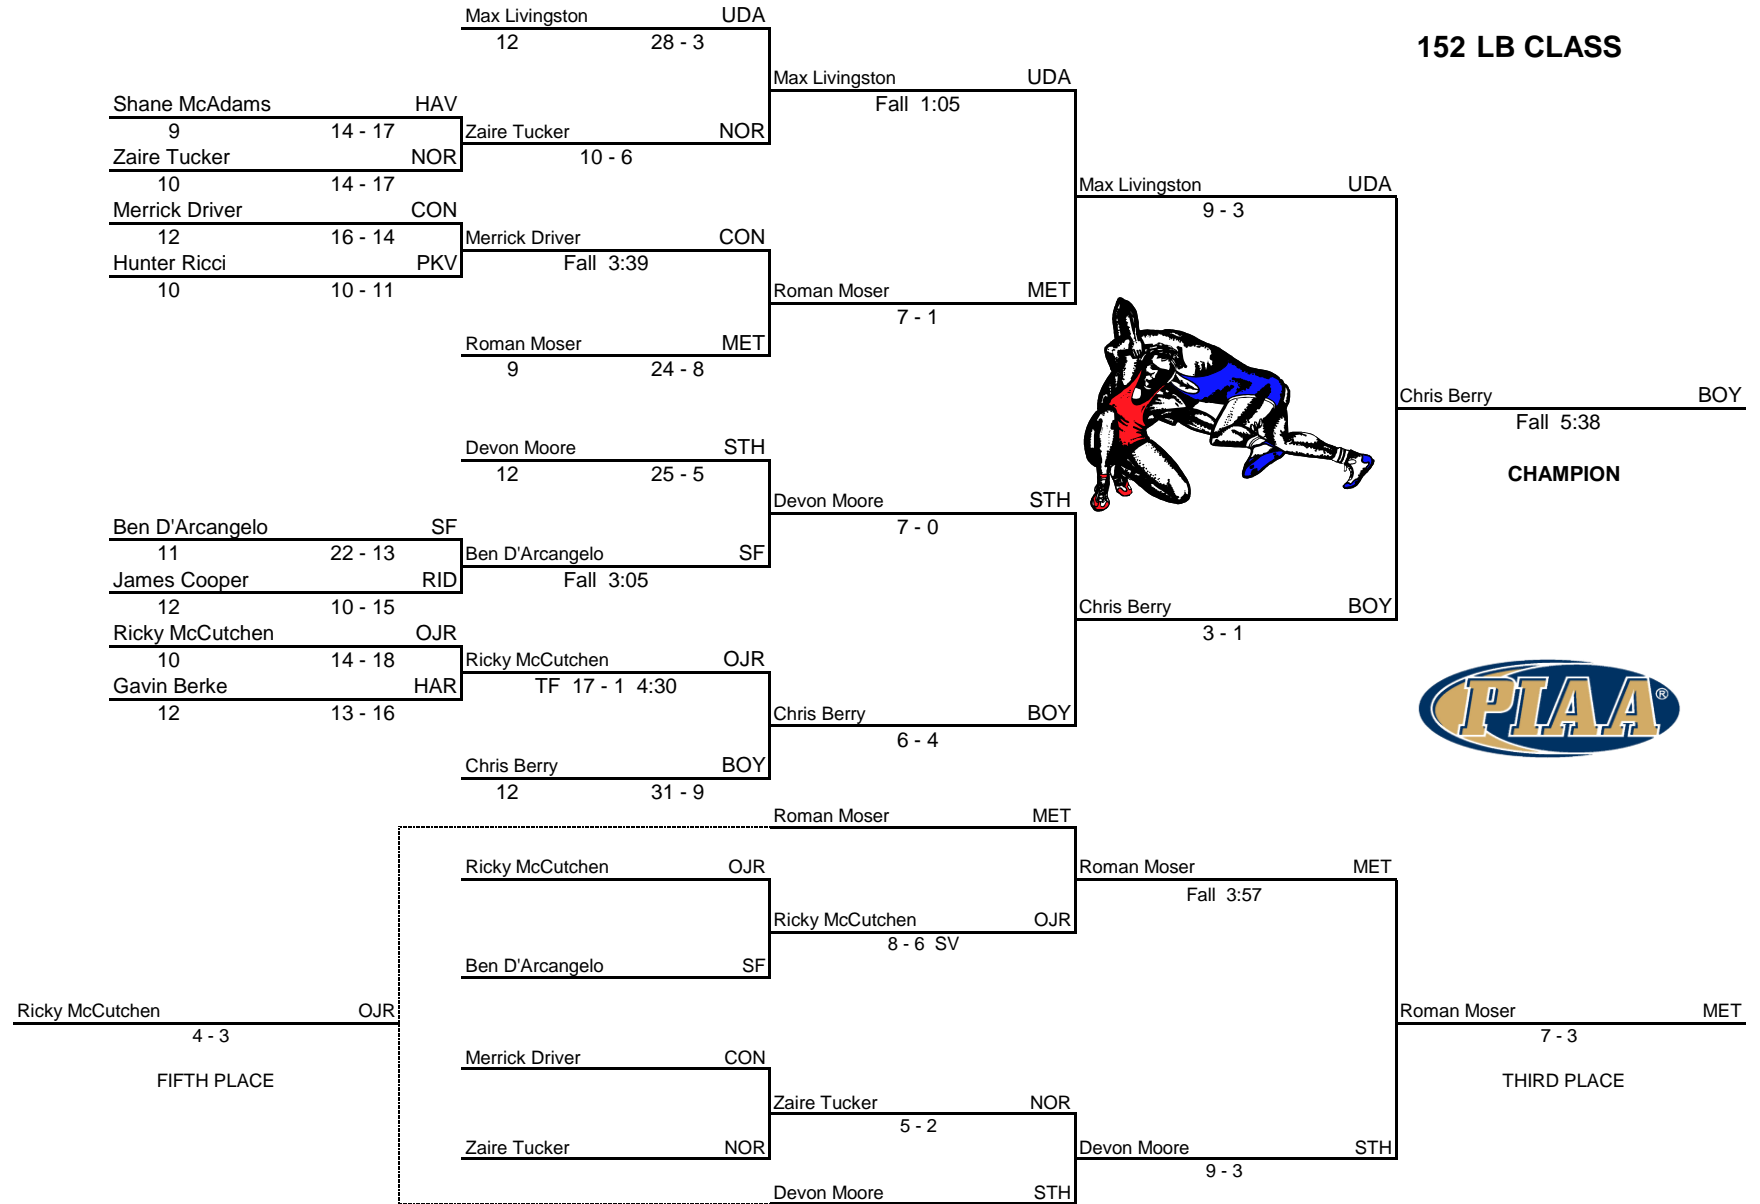 Max Livingston UDA
12 28 - 3
152 LB CLASS
Max Livingston UDA
Fall 1:05
Shane McAdams HAV
9 14 - 17
Zaire Tucker NOR
10 - 6
Zaire Tucker NOR
10 14 - 17
Max Livingston UDA
9 - 3
Merrick Driver CON
12 16 - 14
Merrick Driver CON
Fall 3:39
Hunter Ricci PKV
10 10 - 11
Roman Moser MET
7 - 1
Roman Moser MET
9 24 - 8
Chris Berry BOY
Fall 5:38
CHAMPION
Devon Moore STH
12 25 - 5
Devon Moore STH
7 - 0
Ben D'Arcangelo SF
11 22 - 13
Ben D'Arcangelo SF
Fall 3:05
James Cooper RID
12 10 - 15
Chris Berry BOY
3 - 1
Ricky McCutchen OJR
10 14 - 18
Ricky McCutchen OJR
TF 17 - 1 4:30
Gavin Berke HAR
12 13 - 16
PIAA®
Chris Berry BOY
6 - 4
Chris Berry BOY
12 31 - 9
Roman Moser MET
Ricky McCutchen OJR
Roman Moser MET
Fall 3:57
Ricky McCutchen OJR
8 - 6 SV
Ben D'Arcangelo SF
Ricky McCutchen OJR
4 - 3
FIFTH PLACE
Roman Moser MET
7 - 3
THIRD PLACE
Merrick Driver CON
Zaire Tucker NOR
5 - 2
Zaire Tucker NOR
Devon Moore STH
9 - 3
Devon Moore STH